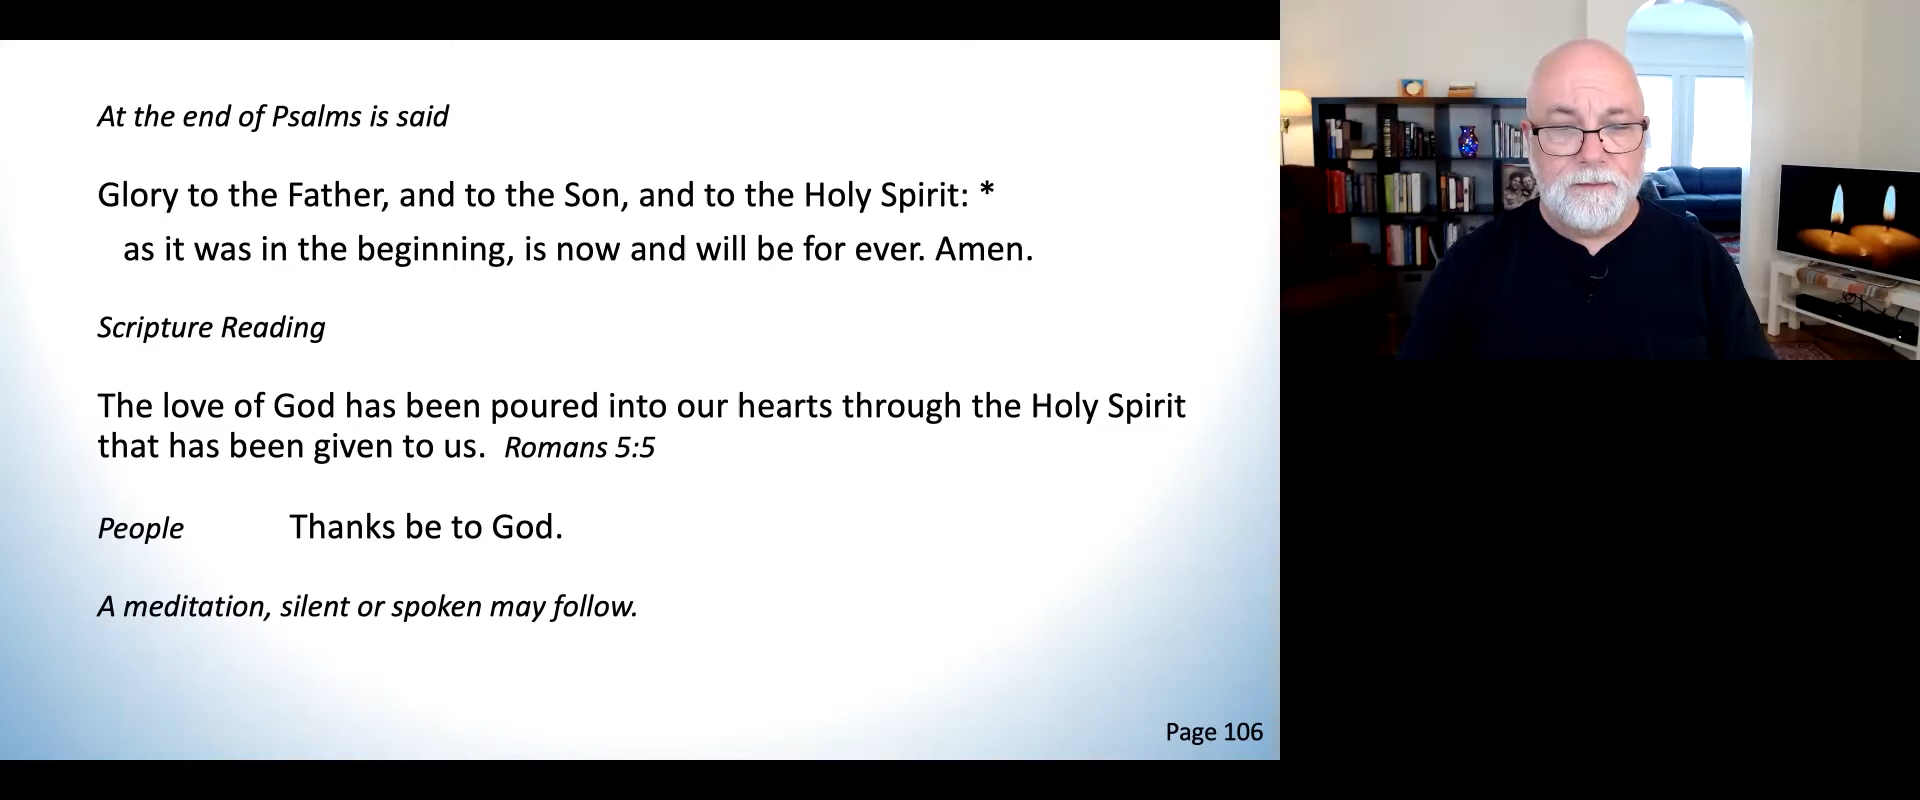 At the end of Psalms is said
Glory to the Father, and to the Son, and to the Holy Spirit: *
as it was in the beginning, is now and will be for ever. Amen.
Scripture Reading
The love of God has been poured into our hearts through the Holy Spirit
that has been given to us. Romans 5:5
People Thanks be to God.
A meditation, silent or spoken may follow.
Page 106